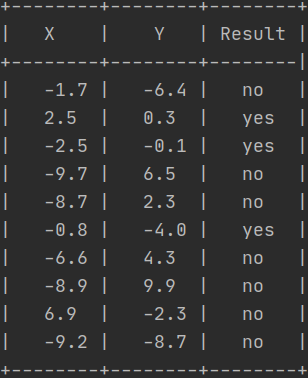 +--------+--------+--------+
|   X    |    Y   | Result |
+--------+--------+--------|
|   -1.7 |   -6.4 |   no   |
|   2.5  |   0.3  |   yes  |
|   -2.5 |   -0.1 |   yes  |
|   -9.7 |   6.5  |   no   |
|   -8.7 |   2.3  |   no   |
|   -0.8 |   -4.0 |   yes  |
|   -6.6 |   4.3  |   no   |
|   -8.9 |   9.9  |   no   |
|   6.9  |   -2.3 |   no   |
|   -9.2 |   -8.7 |   no   |
+--------+--------+--------+